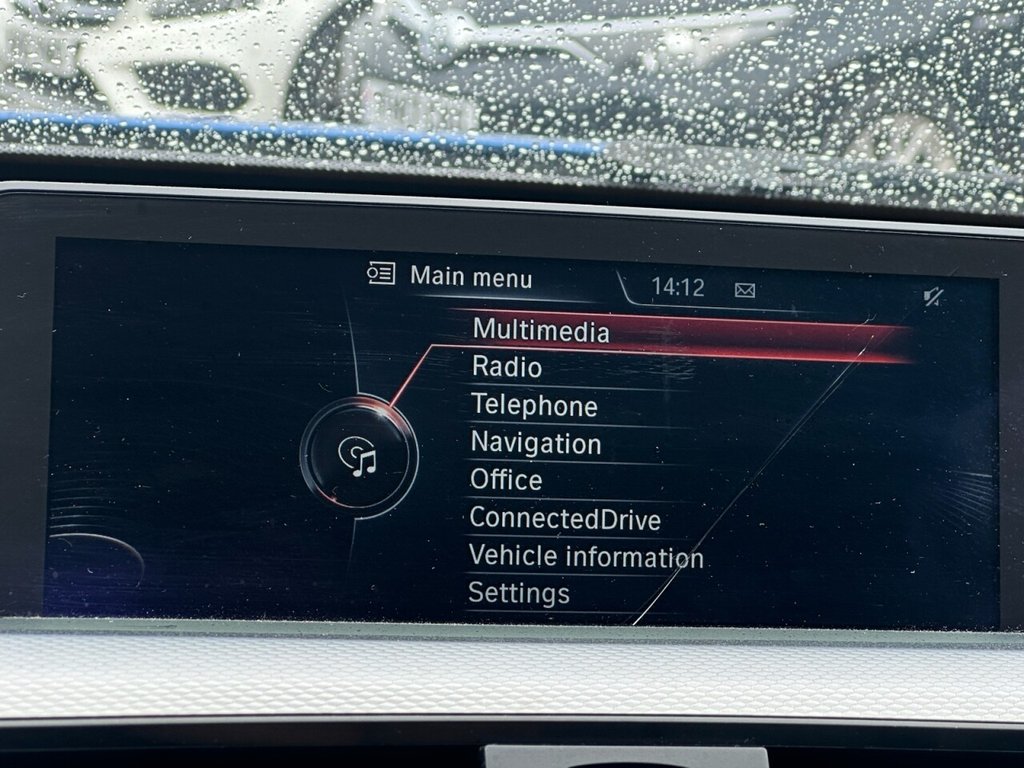 Main menu
14:12
Multimedia
Radio
Telephone
Navigation
Office
ConnectedDrive
Vehicle information
Settings